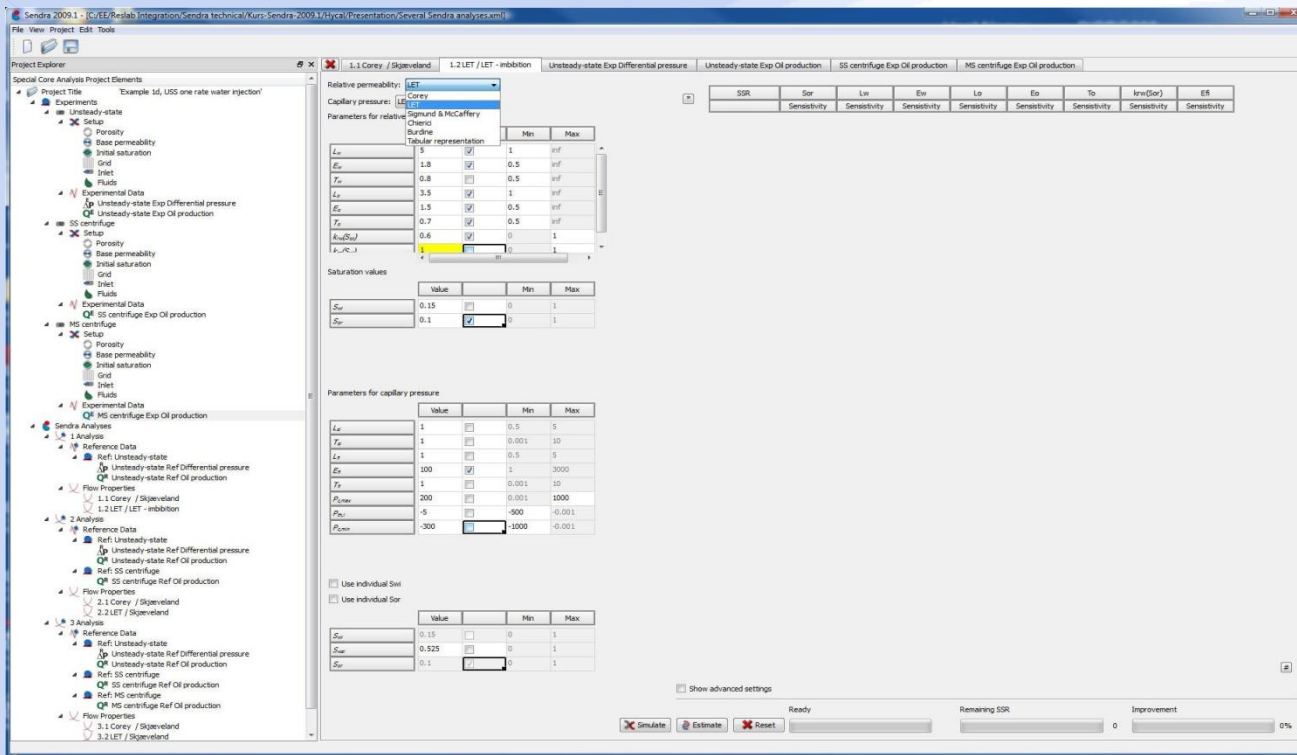 Sendra 2009.1 - [C:/EE/Reslab Integration/Sendra technical/Kurs-Sendra-2009.1/Hycal/Presentation/Several Sendra analyses.xml]
File View Project Edit Tools
Project Explorer
Special Core Analysis Project Elements
Project Title 'Example 1d, USS one rate water injection'
Experiments
Unsteady-state
Setup
Porosity
Base permeability
Initial saturation
Grid
Inlet
Fluids
Experimental Data
Unsteady-state Exp Differential pressure
Unsteady-state Exp Oil production
SS centrifuge
Setup
Porosity
Base permeability
Initial saturation
Grid
Inlet
Fluids
Experimental Data
SS centrifuge Exp Oil production
MS centrifuge
Setup
Porosity
Base permeability
Initial saturation
Grid
Inlet
Fluids
Experimental Data
MS centrifuge Exp Oil production
Sendra Analyses
1 Analysis
Reference Data
Ref: Unsteady-state
Unsteady-state Ref Differential pressure
Unsteady-state Ref Oil production
Flow Properties
1.1 Corey / Skjæveland
1.2 LET / LET - imbibition
2 Analysis
Reference Data
Ref: Unsteady-state
Unsteady-state Ref Differential pressure
Unsteady-state Ref Oil production
Ref: SS centrifuge
SS centrifuge Ref Oil production
Flow Properties
2.1 Corey / Skjæveland
2.2 LET / Skjæveland
3 Analysis
Reference Data
Ref: Unsteady-state
Unsteady-state Ref Differential pressure
Unsteady-state Ref Oil production
Ref: SS centrifuge
SS centrifuge Ref Oil production
Ref: MS centrifuge
MS centrifuge Ref Oil production
Flow Properties
3.1 Corey / Skjæveland
3.2 LET / Skjæveland
1.1 Corey / Skjæveland 1.2 LET / LET - imbibition Unsteady-state Exp Differential pressure Unsteady-state Exp Oil production SS centrifuge Exp Oil production MS centrifuge Exp Oil production
Relative permeability: LET
Capillary pressure: LE
Parameters for relative
Corey
LET
Sigmund & McCaffery
Chierici
Burdine
Tabular representation
Min Max
5 1 inf
1.8 0.5 inf
0.8 0.5 inf
3.5 1 inf
1.5 0.5 inf
0.7 0.5 inf
0.6 0 1
1 0 1
Saturation values
Value Min Max
0.15 0 1
0.1 0 1
Parameters for capillary pressure
Value Min Max
1 0.5 5
1 0.001 10
1 0.5 5
100 1 3000
1 0.001 10
200 0.001 1000
-5 -500 -0.001
-300 -1000 -0.001
Use individual Swi
Use individual Sor
Value Min Max
0.15 0 1
0.525 0 1
0.1 0 1
SSR Sor Lw Ew Lo Eo To krw(Sor) Efi
Sensistivity Sensistivity Sensistivity Sensistivity Sensistivity Sensistivity Sensistivity Sensistivity
Show advanced settings
Ready Remaining SSR Improvement
Simulate Estimate Reset 0 0%